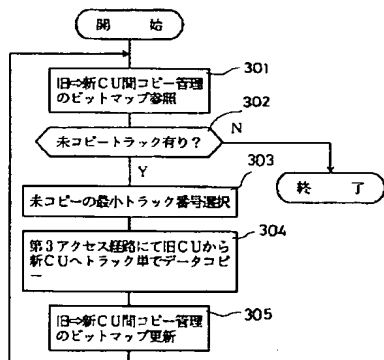 開 始
旧⇒新CU間コピー管理
のビットマップ参照
301
302
未コピートラック有り?
N
Y
303
未コピーの最小トラック番号選択
終 了
304
第3アクセス経路にて旧CUから
新CUへトラック単でデータコピ
ー
305
旧⇒新CU間コピー管理
のビットマップ更新